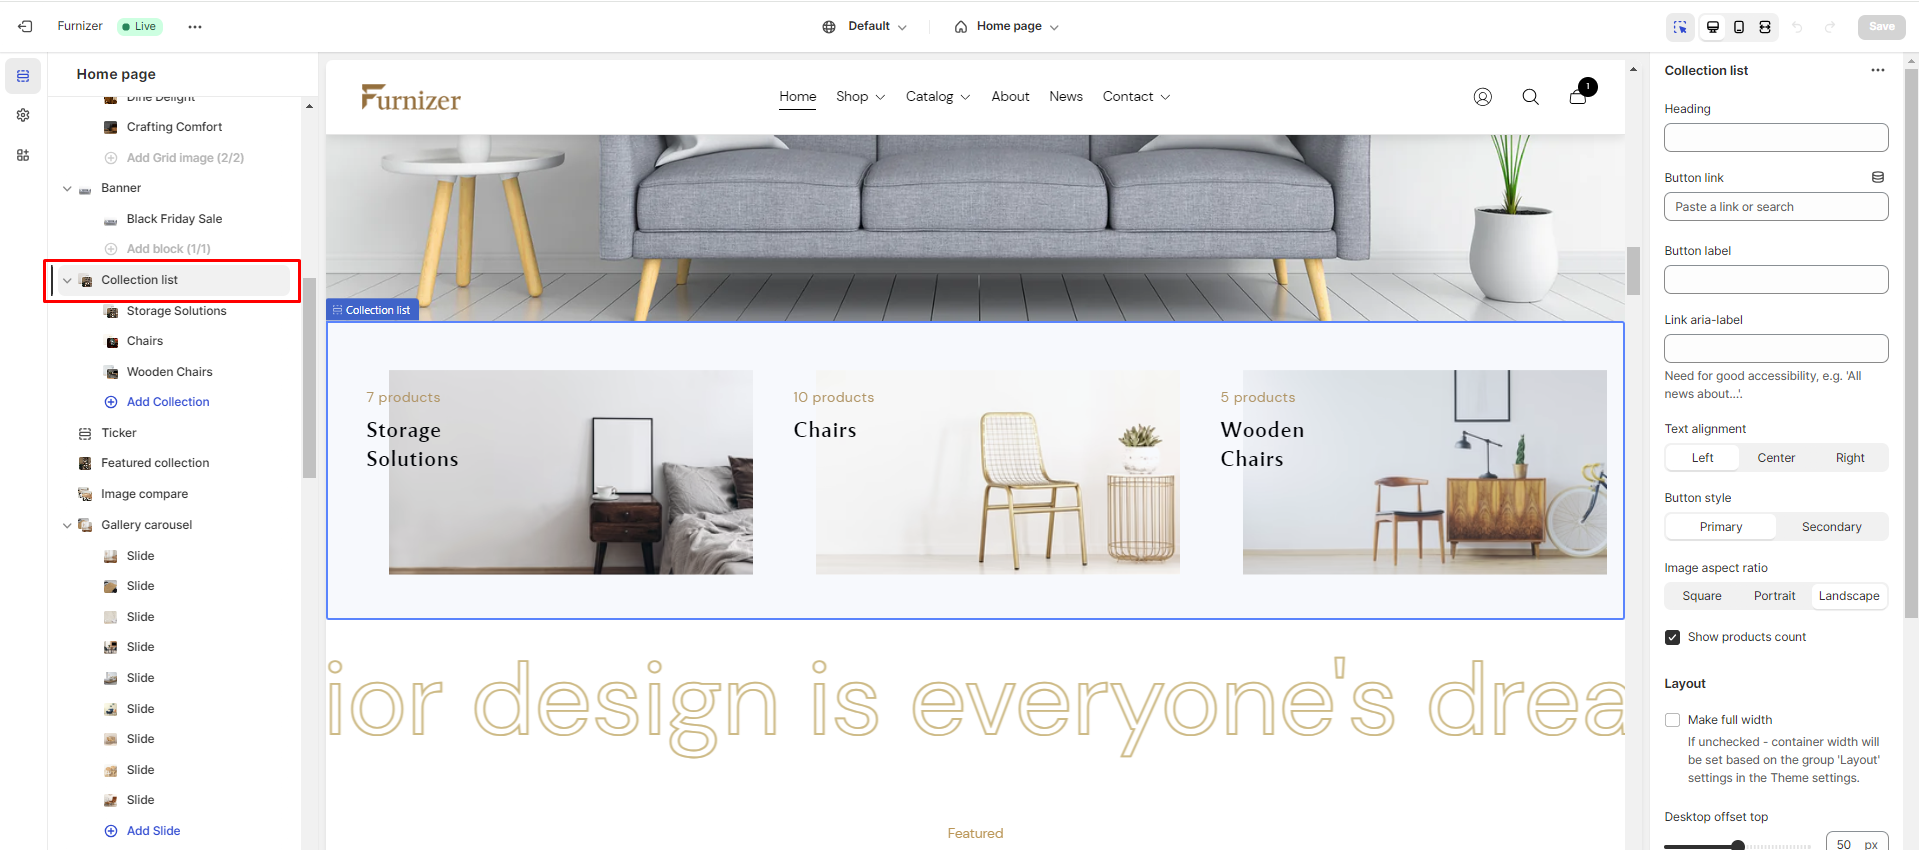 Furnizer
Live
Default
Home page
Save
Home page
Dine Delight
Crafting Comfort
Add Grid image (2/2)
Banner
Black Friday Sale
Add block (1/1)
Collection list
Storage Solutions
Chairs
Wooden Chairs
Add Collection
Ticker
Featured collection
Image compare
Gallery carousel
Slide
Slide
Slide
Slide
Slide
Slide
Slide
Slide
Slide
Add Slide
Furnizer
Home
Shop
Catalog
About
News
Contact
1
Collection list
7 products
Storage
Solutions
10 products
Chairs
5 products
Wooden
Chairs
ior design is everyone's drea
Featured
Collection list
Heading
Button link
Paste a link or search
Button label
Link aria-label
Need for good accessibility, e.g. 'All
news about...'.
Text alignment
Left
Center
Right
Button style
Primary
Secondary
Image aspect ratio
Square
Portrait
Landscape
Show products count
Layout
Make full width
If unchecked - container width will
be set based on the group 'Layout'
settings in the Theme settings.
Desktop offset top
50 px